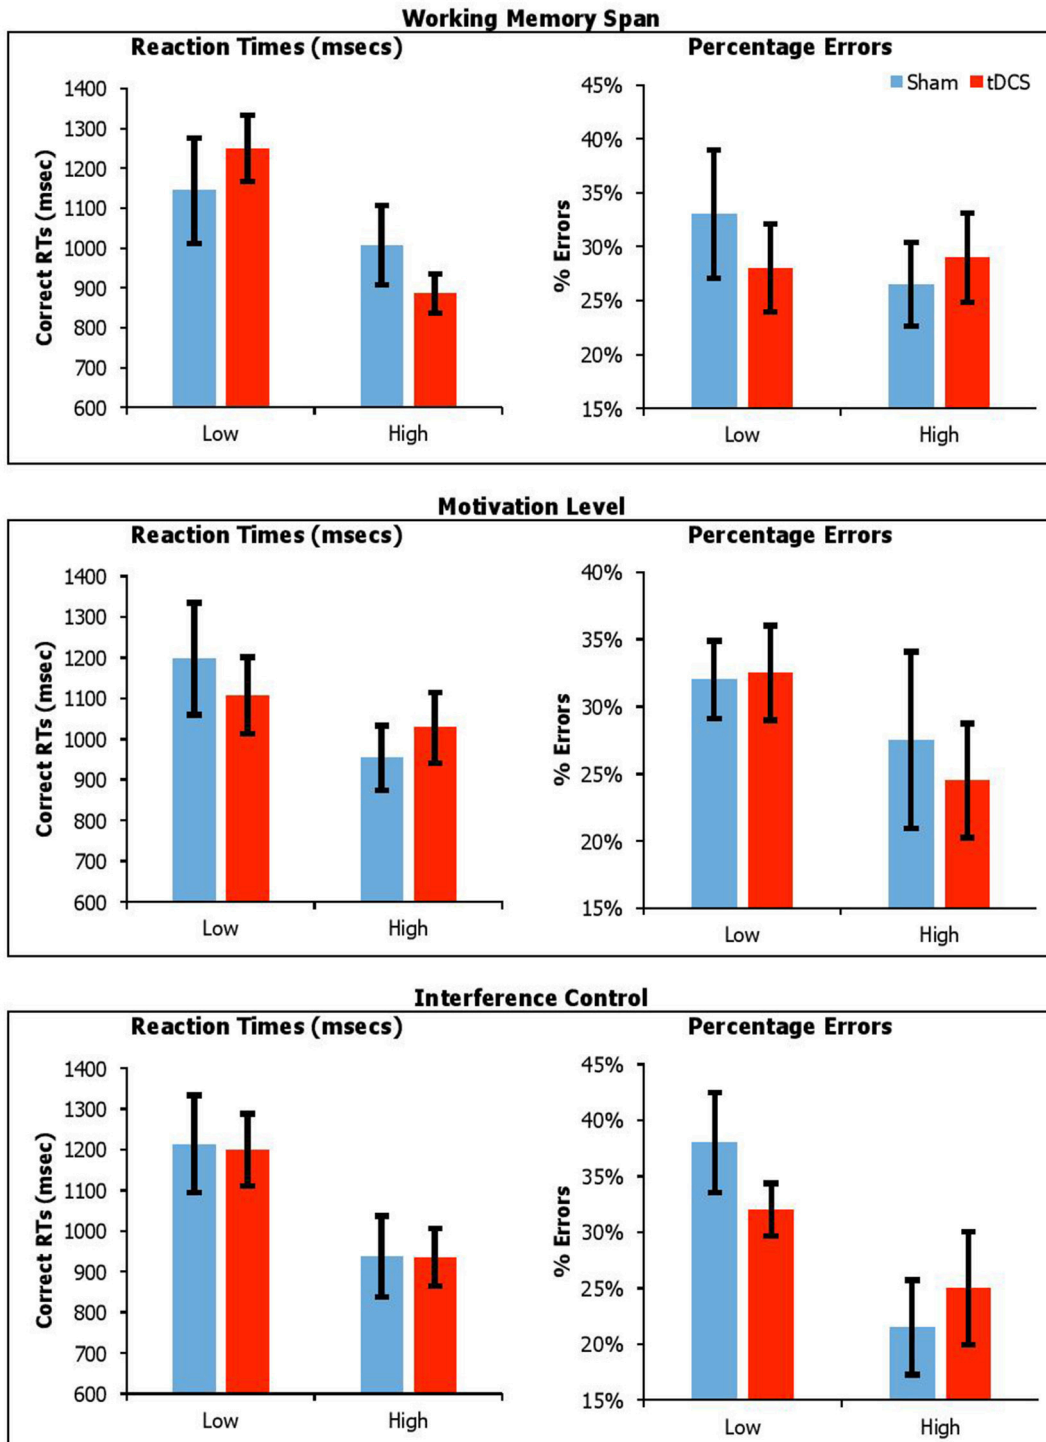 Working Memory Span
Reaction Times (msecs)
Correct RTs (msec)
1400
1300
1200
1100
1000
900
800
700
600
Low High
Percentage Errors
Sham tDCS
% Errors
45%
40%
35%
30%
25%
20%
15%
Low High
Motivation Level
Reaction Times (msecs)
Correct RTs (msec)
1400
1300
1200
1100
1000
900
800
700
600
Low High
Percentage Errors
% Errors
40%
35%
30%
25%
20%
15%
Low High
Interference Control
Reaction Times (msecs)
Correct RTs (msec)
1400
1300
1200
1100
1000
900
800
700
600
Low High
Percentage Errors
% Errors
45%
40%
35%
30%
25%
20%
15%
Low High